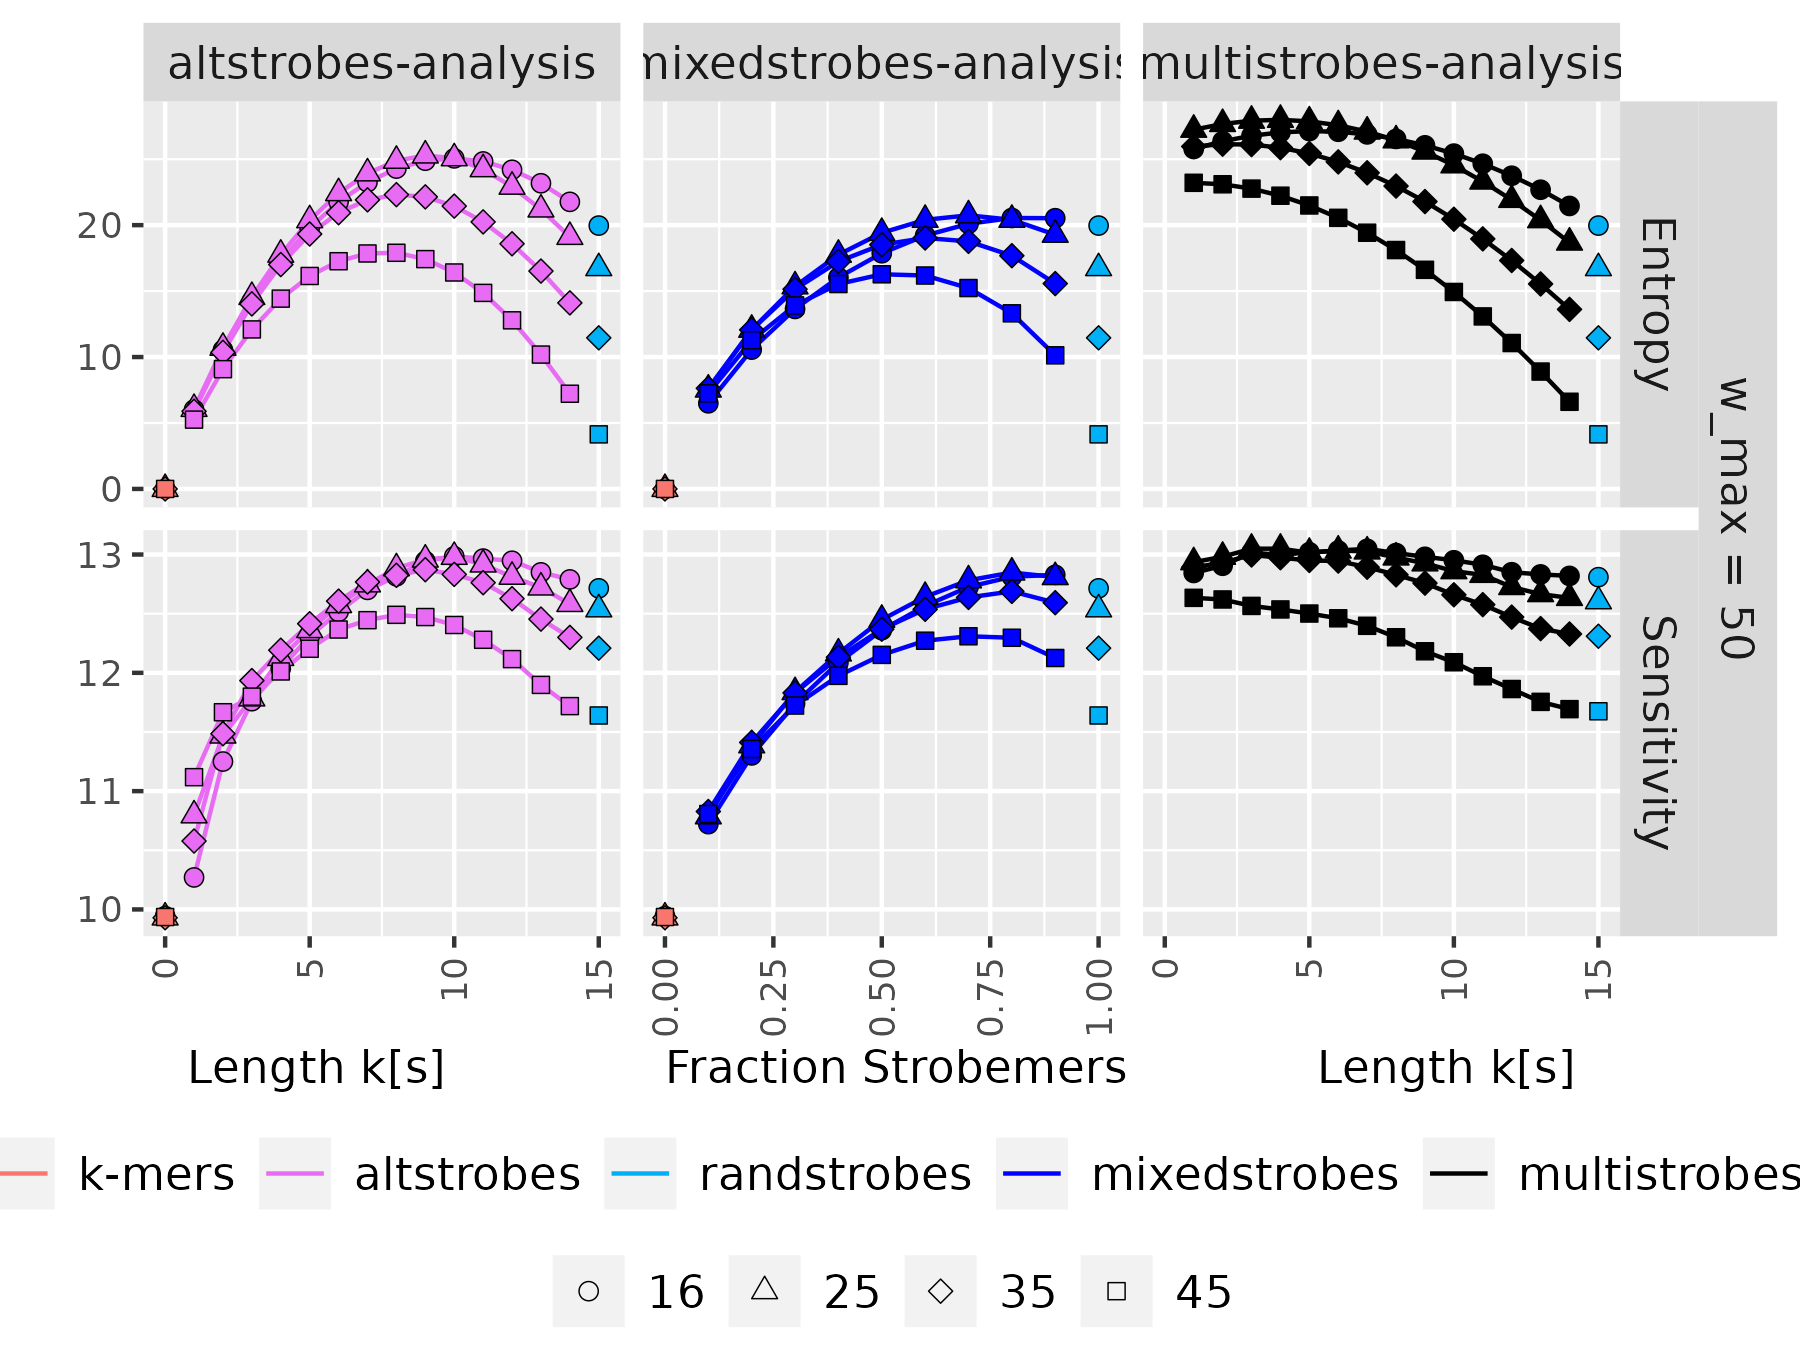 altstrobes-analysis
mixedstrobes-analysis
multistrobes-analysis
20
10
0
Entropy
13
12
11
10
Sensitivity
w_max = 50
0
5
10
15
0.00
0.25
0.50
0.75
1.00
0
5
10
15
Length k[s]
Fraction Strobemers
Length k[s]
k-mers
altstrobes
randstrobes
mixedstrobes
multistrobes
16
25
35
45